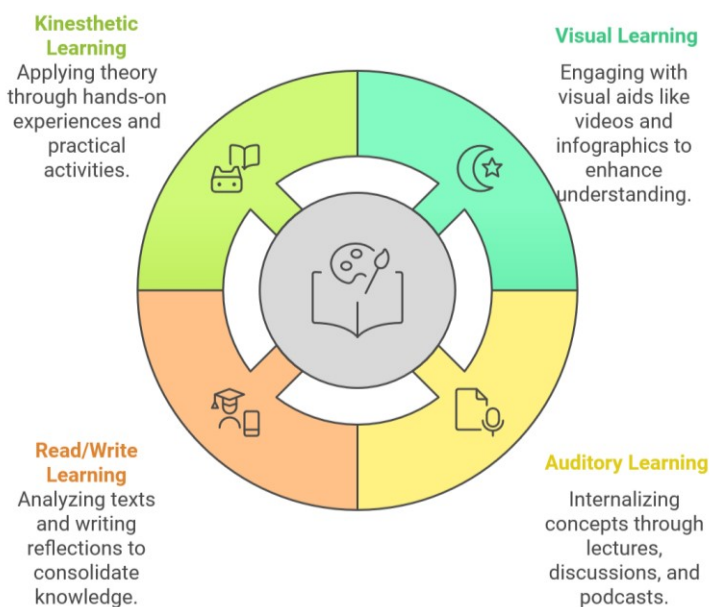 Kinesthetic
Learning
Applying theory
through hands-on
experiences and
practical
activities.
Visual Learning
Engaging with
visual aids like
videos and
infographics to
enhance
understanding.
Read/Write
Learning
Analyzing texts
and writing
reflections to
consolidate
knowledge.
Auditory Learning
Internalizing
concepts through
lectures,
discussions, and
podcasts.